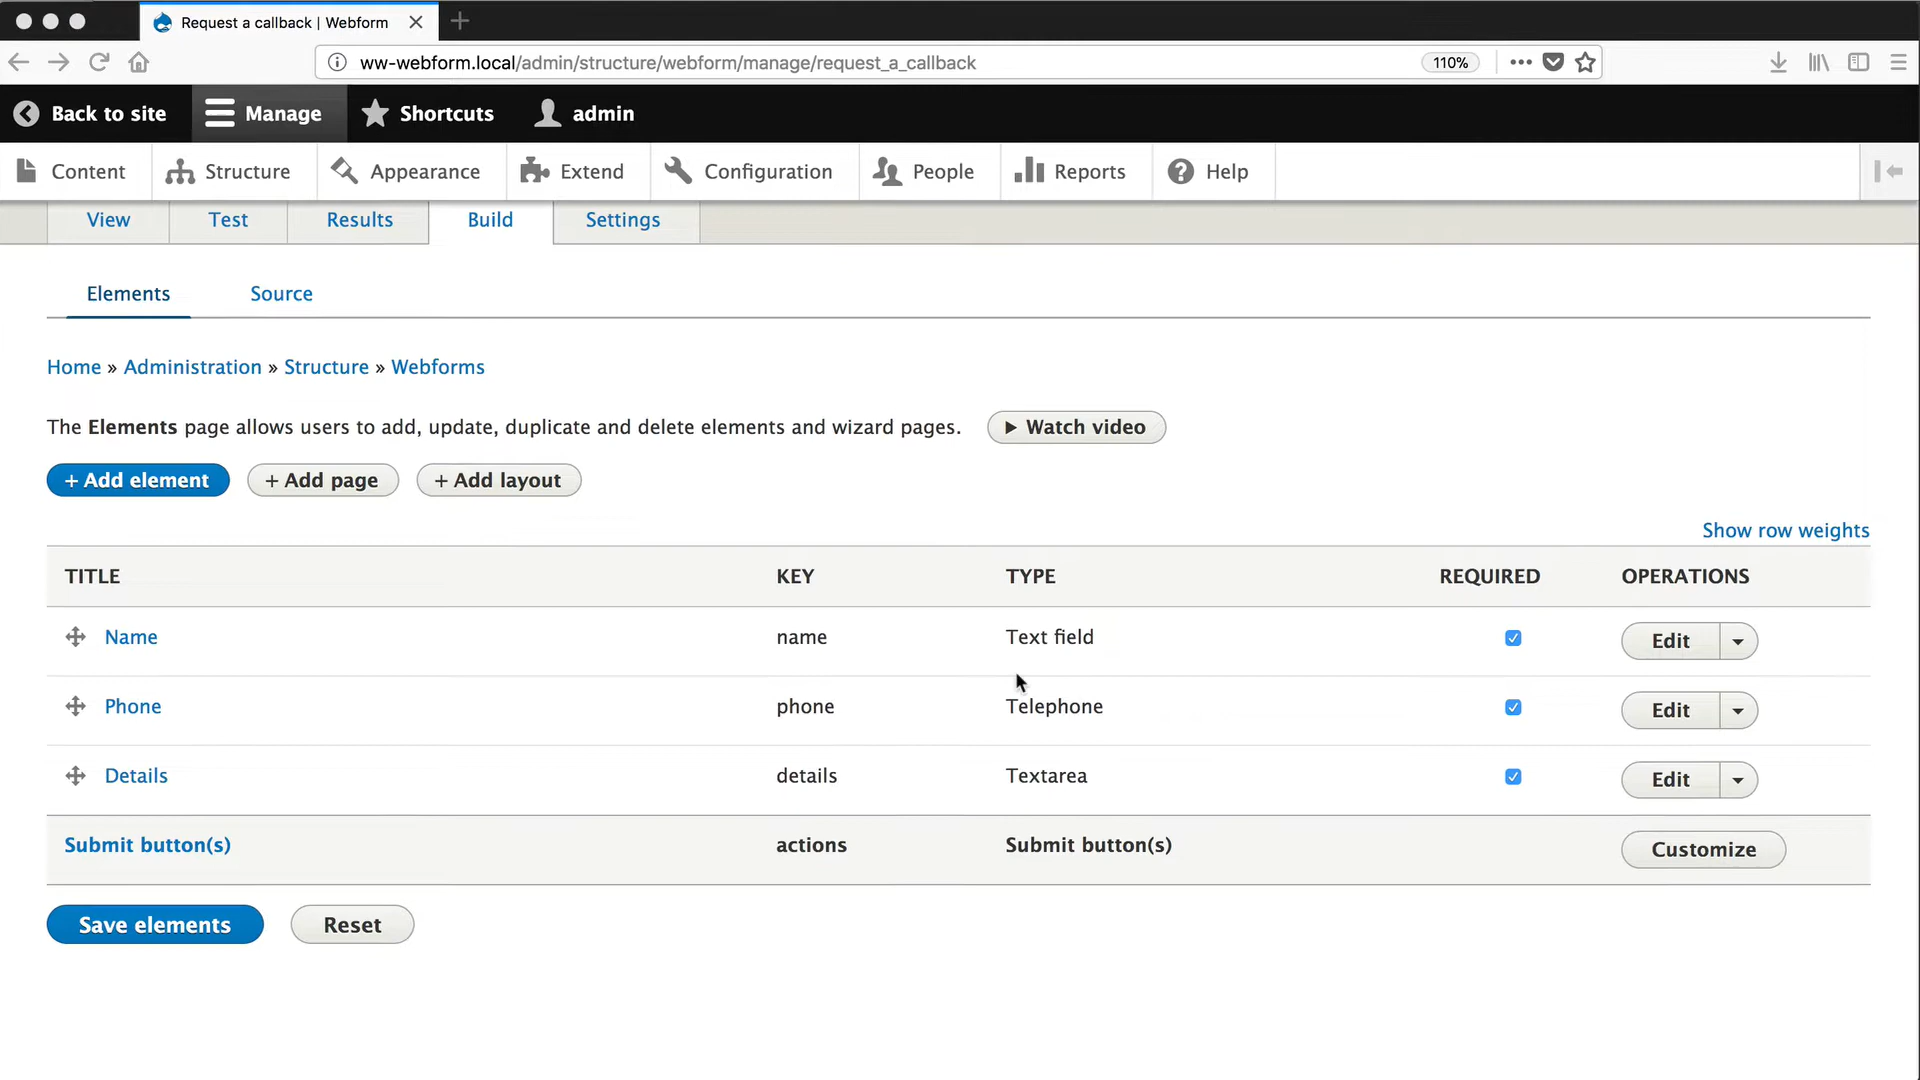 Request a callback | Webform
ww-webform.local/admin/structure/webform/manage/request_a_callback 110%
Back to site Manage Shortcuts admin
Content Structure Appearance Extend Configuration People Reports Help
View Test Results Build Settings
Elements Source
Home » Administration » Structure » Webforms
The Elements page allows users to add, update, duplicate and delete elements and wizard pages. Watch video
+ Add element + Add page + Add layout
Show row weights
TITLE KEY TYPE REQUIRED OPERATIONS
Name name Text field Edit
Phone phone Telephone Edit
Details details Textarea Edit
Submit button(s) actions Submit button(s) Customize
Save elements Reset